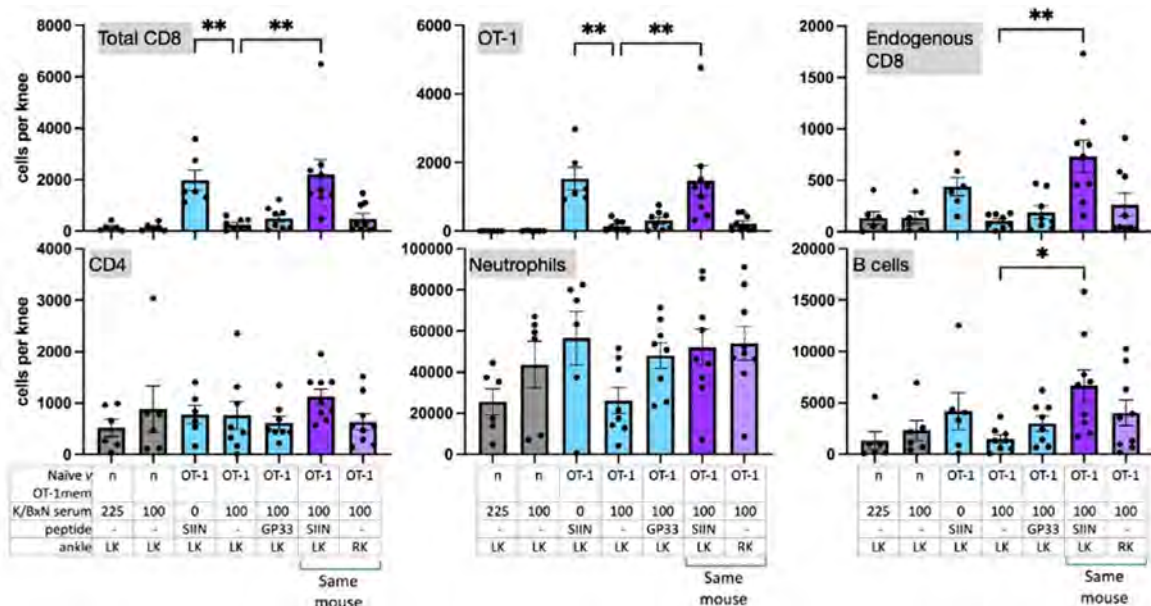 Total CD8
** **
cells per knee
8000
6000
4000
2000
0
OT-1
** **
6000
4000
2000
0
Endogenous
CD8
**
2000
1500
1000
500
0
CD4
cells per knee
4000
3000
2000
1000
0
Neutrophils
100000
80000
60000
40000
20000
0
B cells
*
20000
15000
10000
5000
0
Naïve v n n OT-1 OT-1 OT-1 OT-1 OT-1 n n OT-1 OT-1 OT-1 OT-1 OT-1 n n OT-1 OT-1 OT-1 OT-1 OT-1
OT-1mem
K/BxN serum 225 100 0 100 100 100 100 225 100 0 100 100 100 100 225 100 0 100 100 100 100
peptide - - SIIN - GP33 SIIN - - - SIIN - GP33 SIIN - - - SIIN - GP33 SIIN -
ankle LK LK LK LK LK LK RK LK LK LK LK LK LK RK LK LK LK LK LK LK RK
Same Same Same
mouse mouse mouse